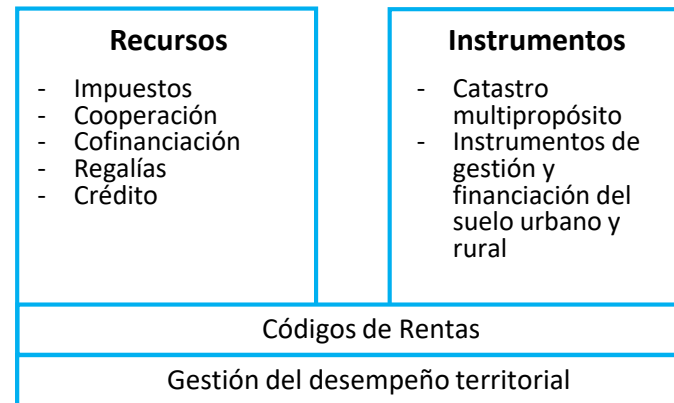 Recursos
- Impuestos
- Cooperación
- Cofinanciación
- Regalías
- Crédito
Instrumentos
- Catastro
multipropósito
- Instrumentos de
gestión y
financiación del
suelo urbano y
rural
Códigos de Rentas
Gestión del desempeño territorial